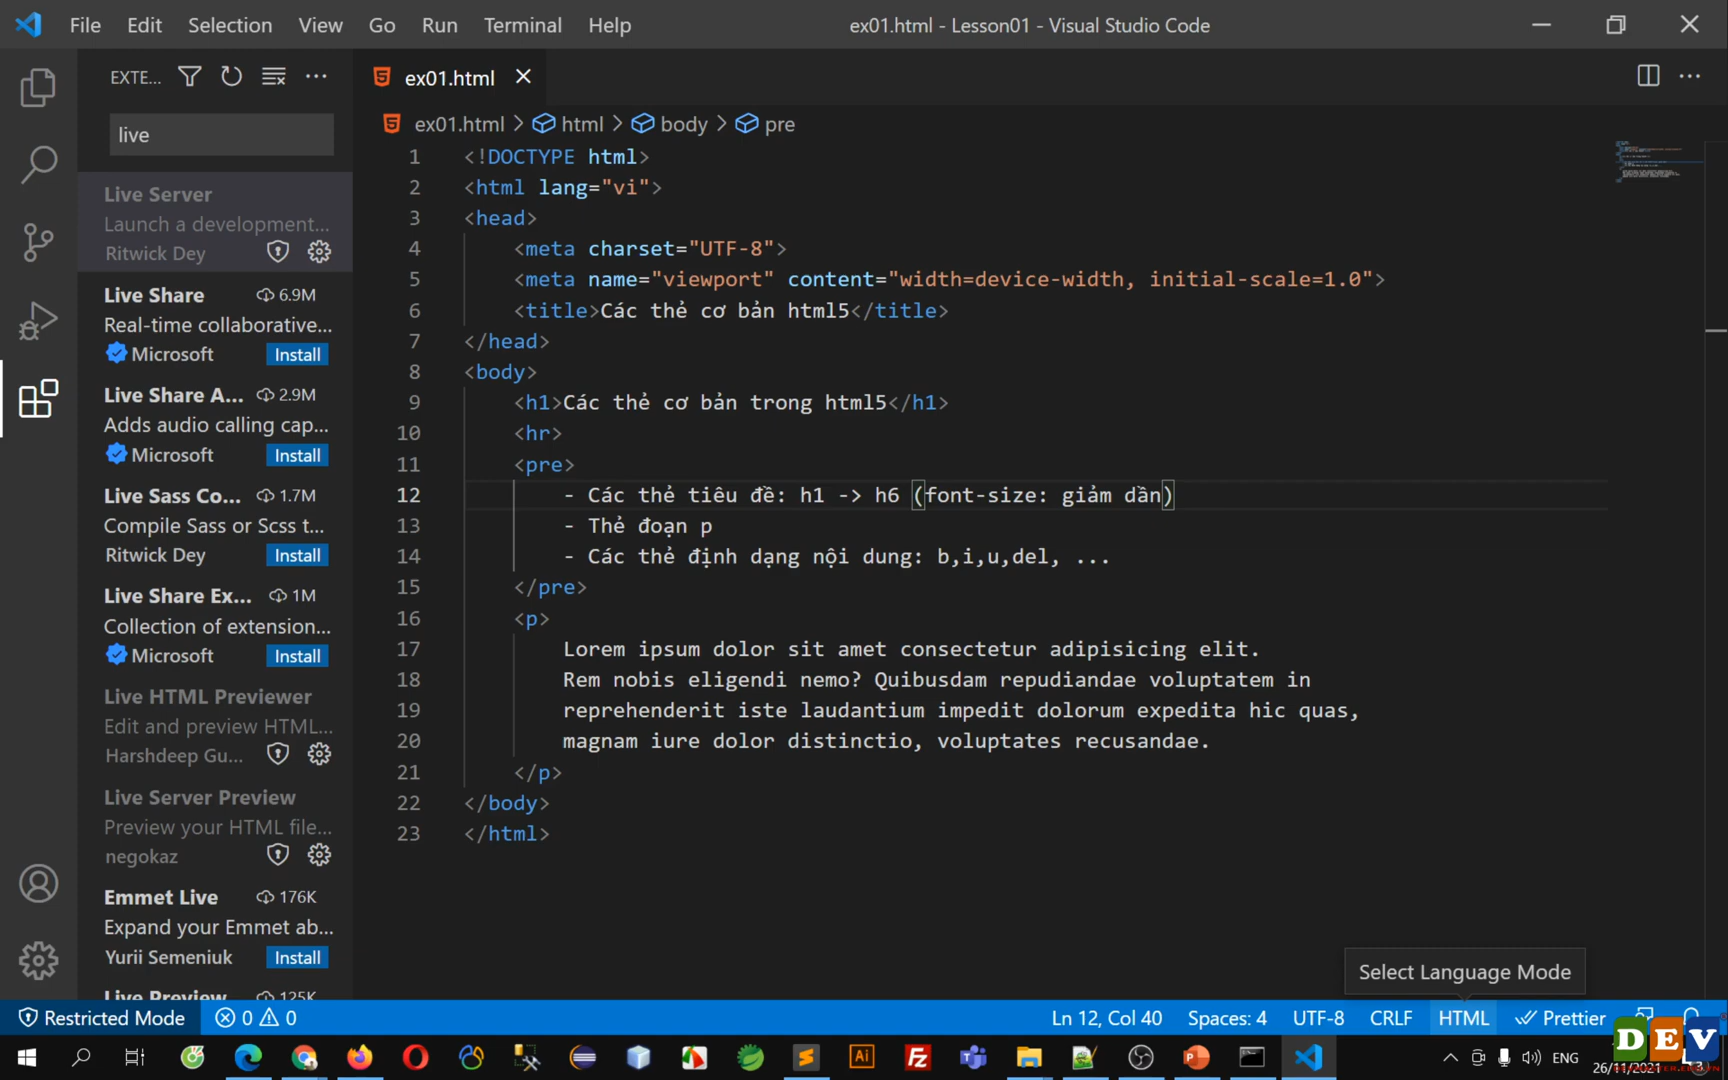 File Edit Selection View Go Run Terminal Help ex01.html - Lesson01 - Visual Studio Code
EXTE...
ex01.html
live
ex01.html > html > body > pre
Live Server
Launch a development...
Ritwick Dey
Live Share 6.9M
Real-time collaborative...
Microsoft Install
Live Share A... 2.9M
Adds audio calling cap...
Microsoft Install
Live Sass Co... 1.7M
Compile Sass or Scss t...
Ritwick Dey Install
Live Share Ex... 1M
Collection of extension...
Microsoft Install
Live HTML Previewer
Edit and preview HTML...
Harshdeep Gu...
Live Server Preview
Preview your HTML file...
negokaz
Emmet Live 176K
Expand your Emmet ab...
Yurii Semeniuk Install
Live Preview 125K
1 <!DOCTYPE html>
2 <html lang="vi">
3 <head>
4 <meta charset="UTF-8">
5 <meta name="viewport" content="width=device-width, initial-scale=1.0">
6 <title>Các thẻ cơ bản html5</title>
7 </head>
8 <body>
9 <h1>Các thẻ cơ bản trong html5</h1>
10 <hr>
11 <pre>
12 - Các thẻ tiêu đề: h1 -> h6 (font-size: giảm dần)
13 - Thẻ đoạn p
14 - Các thẻ định dạng nội dung: b,i,u,del, ...
15 </pre>
16 <p>
17 Lorem ipsum dolor sit amet consectetur adipisicing elit.
18 Rem nobis eligendi nemo? Quibusdam repudiandae voluptatem in
19 reprehenderit iste laudantium impedit dolorum expedita hic quas,
20 magnam iure dolor distinctio, voluptates recusandae.
21 </p>
22 </body>
23 </html>
Select Language Mode
Restricted Mode 0 0 Ln 12, Col 40 Spaces: 4 UTF-8 CRLF HTML Prettier
ENG
26/11/2021
DEV